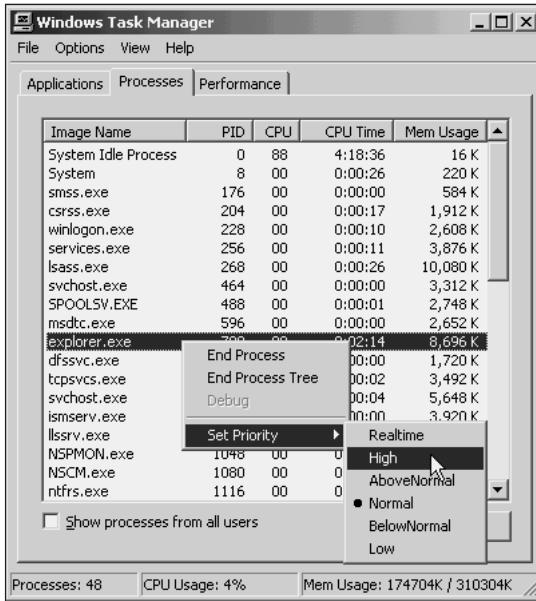 Windows Task Manager
File Options View Help
Applications Processes Performance
Image Name PID CPU CPU Time Mem Usage
System Idle Process 0 88 4:18:36 16 K
System 8 00 0:00:26 220 K
smss.exe 176 00 0:00:00 584 K
csrss.exe 204 00 0:00:17 1,912 K
winlogon.exe 228 00 0:00:10 2,608 K
services.exe 256 00 0:00:11 3,876 K
lsass.exe 268 00 0:00:26 10,080 K
svchost.exe 464 00 0:00:00 3,312 K
SPOOLSV.EXE 488 00 0:00:01 2,748 K
msdtc.exe 596 00 0:00:00 2,652 K
explorer.exe 8,696 K
dfssvc.exe 1,720 K
tcpsvcs.exe 3,492 K
svchost.exe 5,648 K
ismserv.exe 3,920 K
llssrv.exe
NSPMON.exe 1048 00
NSCM.exe 1080 00 0
ntfrs.exe 1116 00 0
End Process
End Process Tree
Debug
Set Priority
Realtime
High
AboveNormal
Normal
BelowNormal
Low
Show processes from all users
Processes: 48 CPU Usage: 4% Mem Usage: 174704K / 310304K